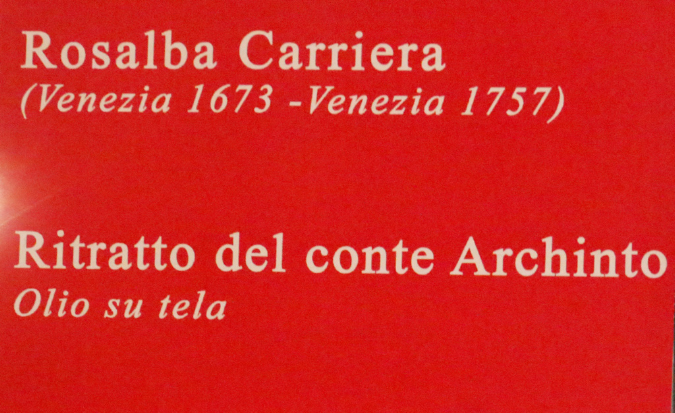 Rosalba Carriera
(Venezia 1673 -Venezia 1757)
Ritratto del conte Archinto
Olio su tela